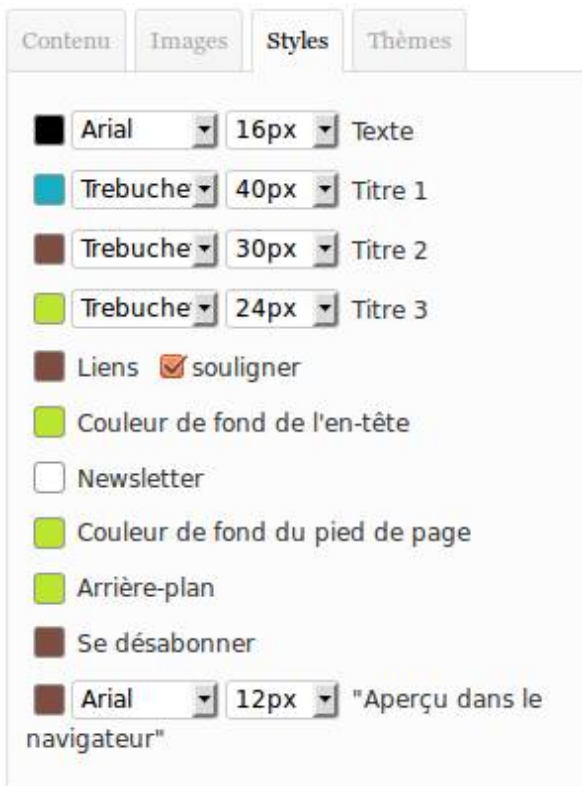 Contenu Images Styles Thèmes
Arial 16px Texte
Trebuche 40px Titre 1
Trebuche 30px Titre 2
Trebuche 24px Titre 3
Liens souligner
Couleur de fond de l'en-tête
Newsletter
Couleur de fond du pied de page
Arrière-plan
Se désabonner
Arial 12px "Aperçu dans le
navigateur"